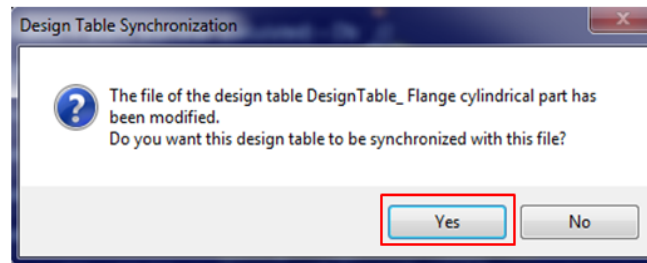 Design Table Synchronization
The file of the design table DesignTable_ Flange cylindrical part has
been modified.
Do you want this design table to be synchronized with this file?
Yes
No